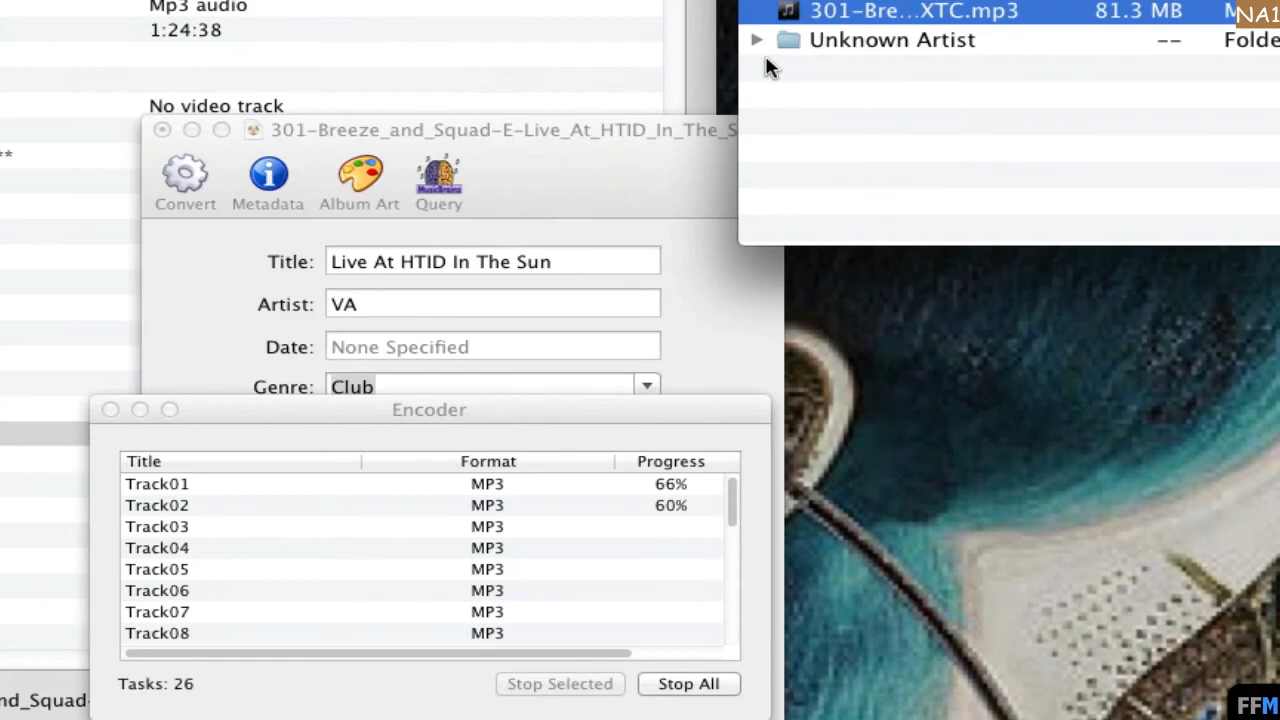 Mp3 audio
1:24:38
No video track
**
301-Bre...XTC.mp3 81.3 MB
NA1
Unknown Artist -- Folde
301-Breeze_and_Squad-E-Live_At_HTID_In_The_S
Convert Metadata Album Art Query
MusicBrainz
Title: Live At HTID In The Sun
Artist: VA
Date: None Specified
Genre: Club
Encoder
Title Format Progress
Track01 MP3 66%
Track02 MP3 60%
Track03 MP3
Track04 MP3
Track05 MP3
Track06 MP3
Track07 MP3
Track08 MP3
Tasks: 26 Stop Selected Stop All
nd_Squad-
FFM